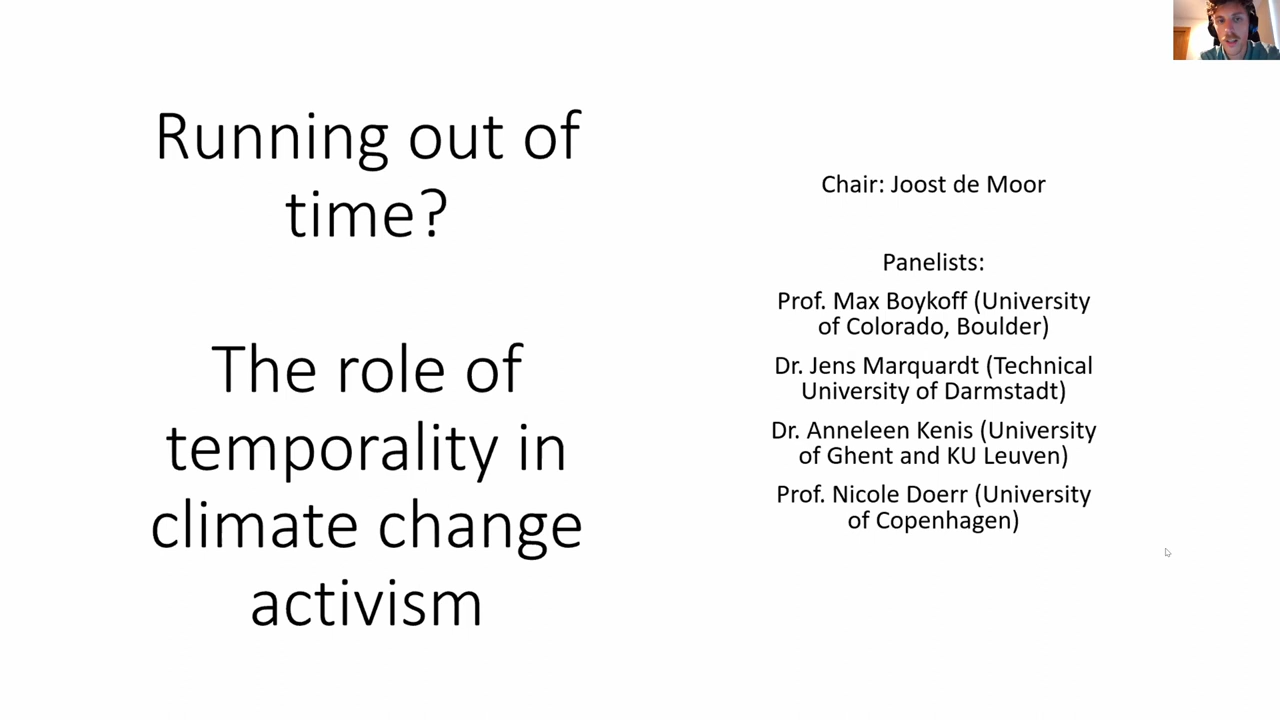 Running out of
time?
The role of
temporality in
climate change
activism
Chair: Joost de Moor
Panelists:
Prof. Max Boykoff (University
of Colorado, Boulder)
Dr. Jens Marquardt (Technical
University of Darmstadt)
Dr. Anneleen Kenis (University
of Ghent and KU Leuven)
Prof. Nicole Doerr (University
of Copenhagen)